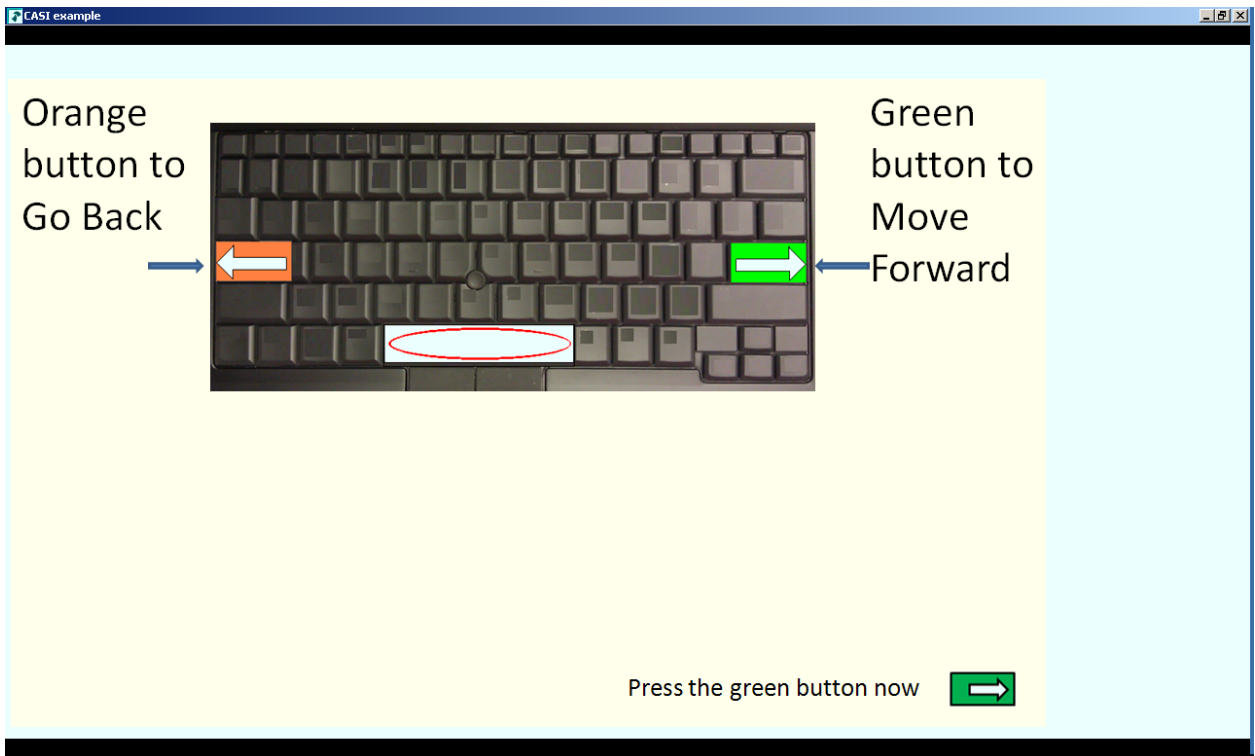 CASI example
Orange
button to
Go Back
Green
button to
Move
Forward
Press the green button now